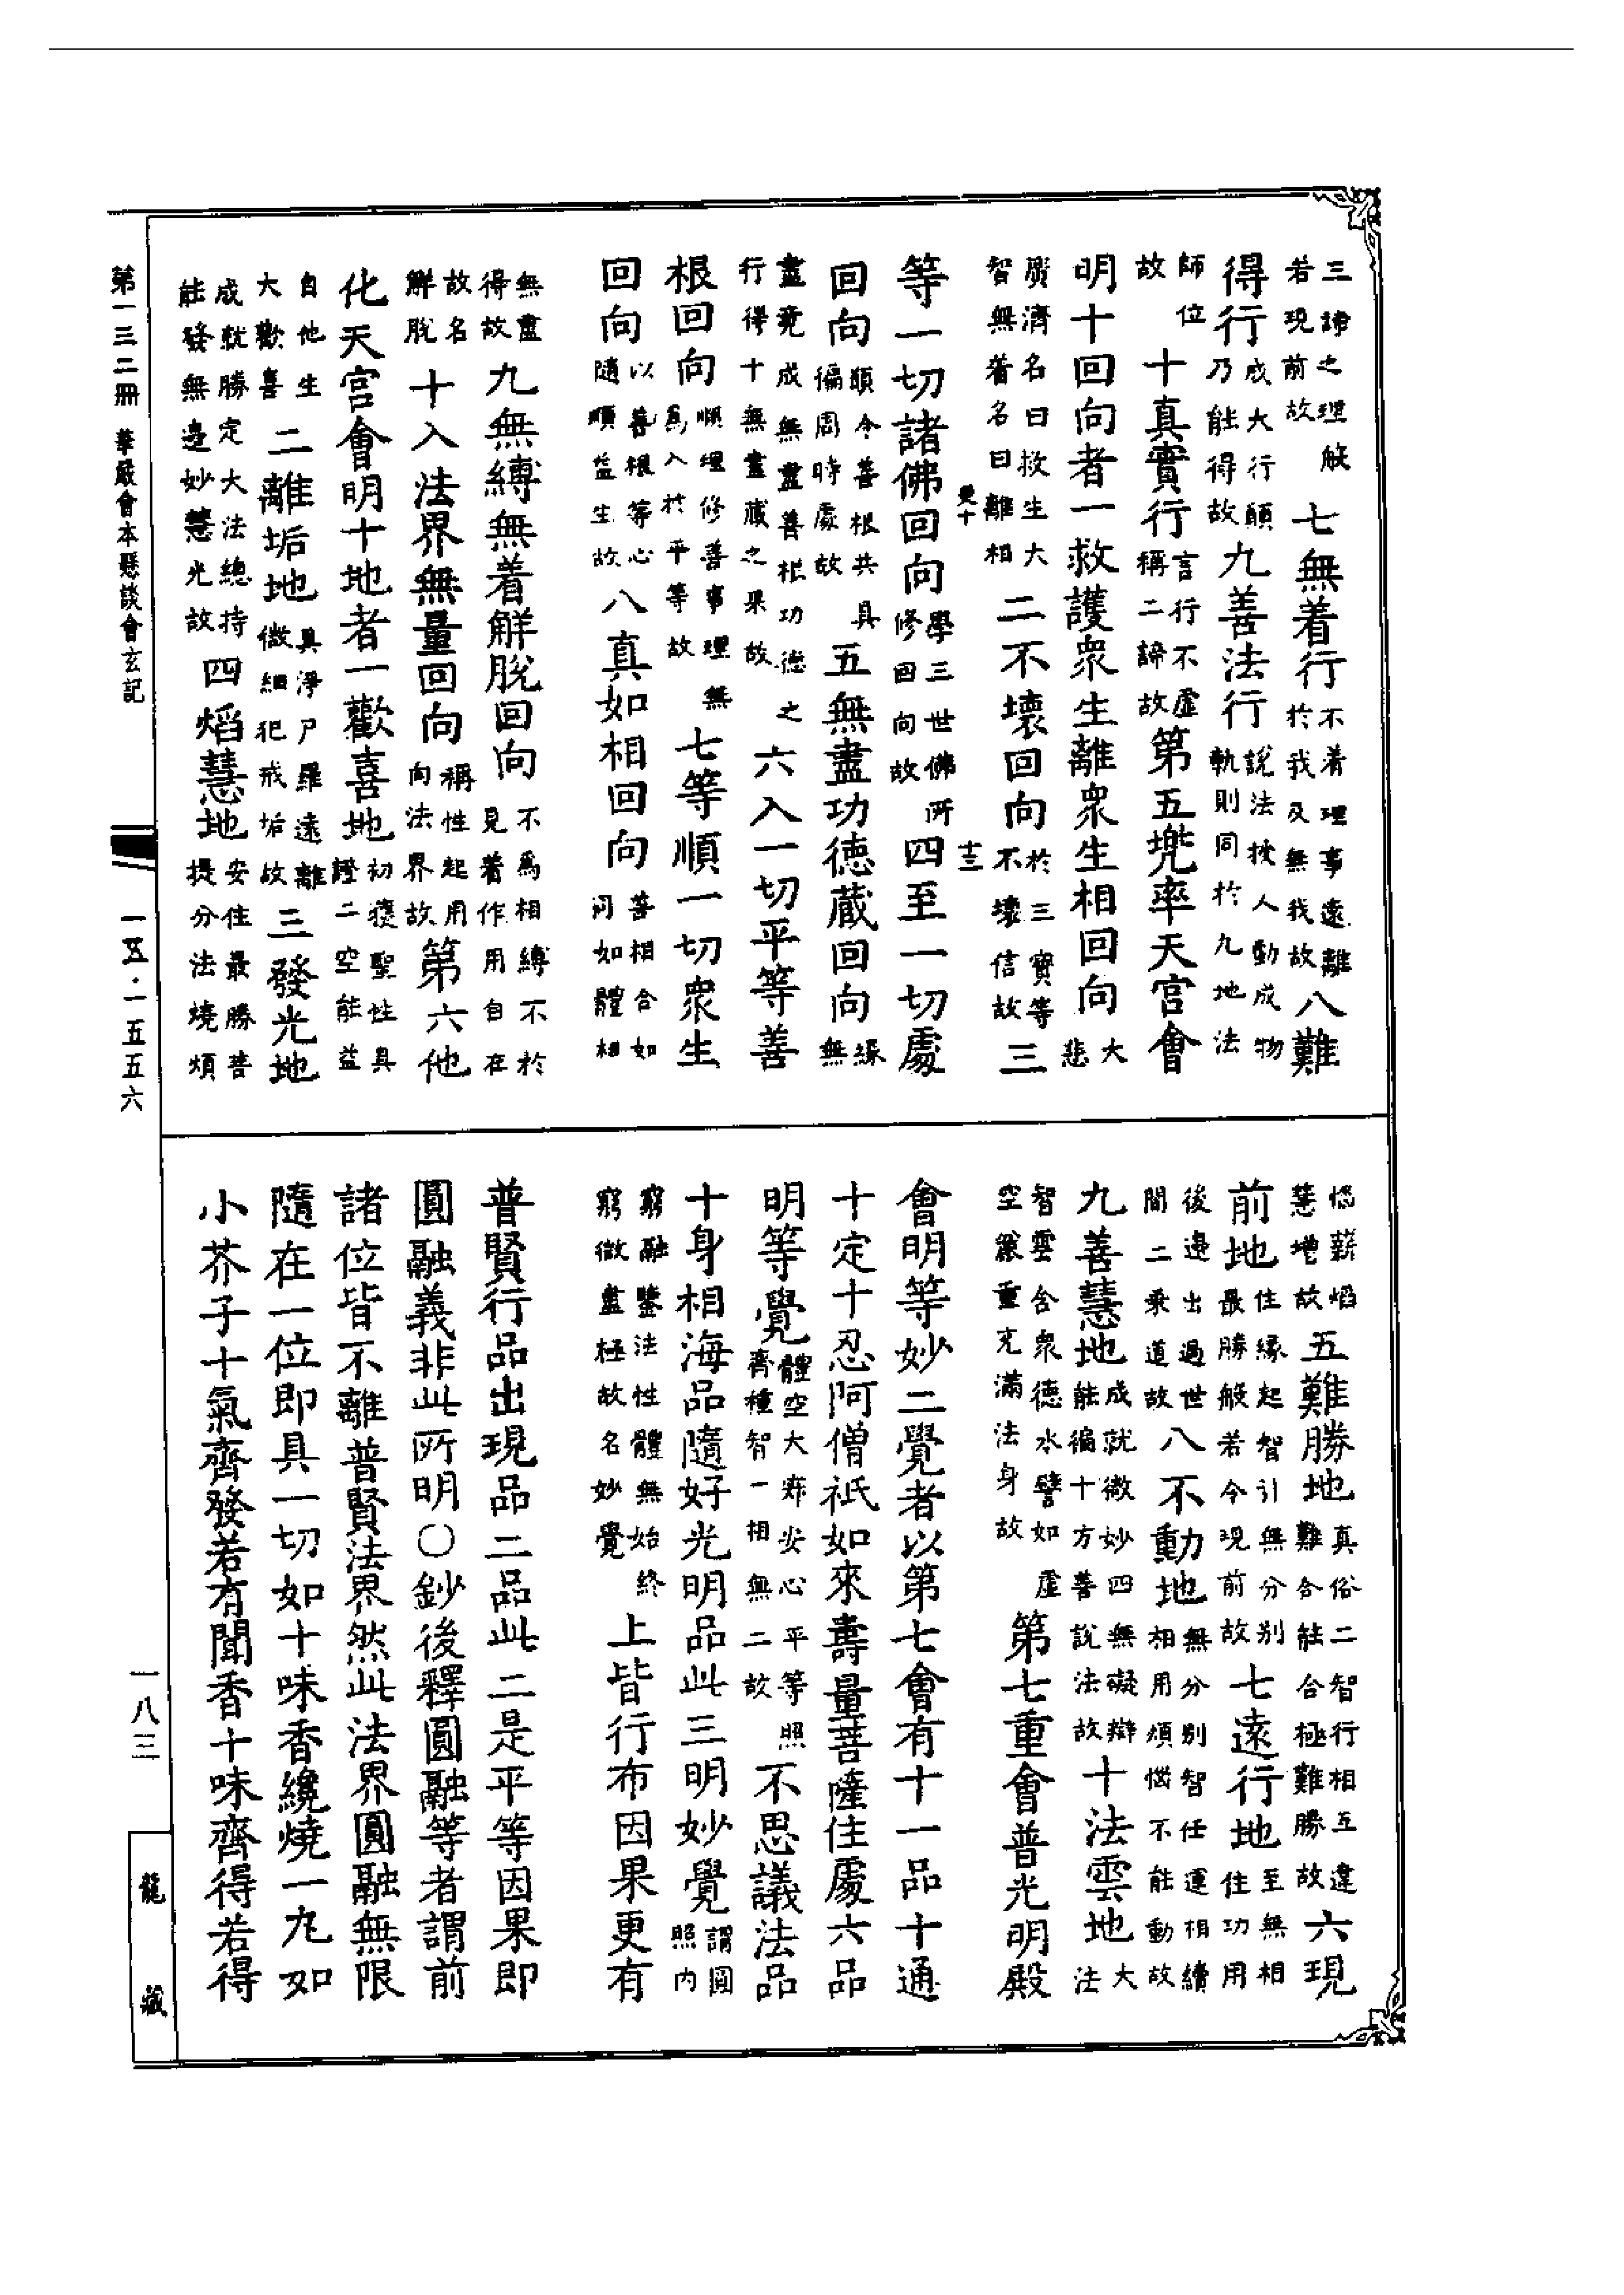 三諦之理般若現前故七無着行不着理事遠離於我及無我故八難
得行成大行願乃能得故九善法行說法授人動成物軌則同於九地法
師位故十真實行言行不虛稱二諦故第五兜率天宮會
明十回向者一救護衆生離衆生相回向大悲
廣濟名曰救生大智無着名曰離相二不壞回向於三寶等不壞信故三
更十 十三
等一切諸佛回向學三世佛所修回向故四至一切處
回向願令善根共具徧周時處故五無盡功德藏回向緣無
盡竟成無盡善根功德之行得十無盡藏之果故六入一切平等善
根回向順理修善事理無為入於平等故七等順一切衆生
回向以善根等心隨順益生故八真如相回向善相合如問如體相
無盡得故九無縛無着解脫回向不為相縛不於見着作用自在
故名解脫十入法界無量回向稱性起用向法界故第六他
化天宮會明十地者一歡喜地初獲聖性具證二空能益
自他生大歡喜二離垢地具淨尸羅遠離微細犯戒垢故三發光地
成就勝定大法總持能發無邊妙慧光故四焰慧地安住最勝菩提分法燒煩
惱薪焰慧增故五難勝地真俗二智行相互違難合能合極難勝故六現
前地住緣起智引無分別最勝般若令現前故七遠行地至無相住功用
後邊出過世間二乘道故八不動地無分別智任運相續相用煩惱不能動故
九善慧地成就微妙四無礙辯能徧十方善說法故十法雲地大法
智雲含衆德水譬如虛空麤重充滿法身故第七重會普光明殿
會明等妙二覺者以第七會有十一品十通
十定十忍阿僧祇如來壽量菩薩住處六品
明等覺體空大寂安心平等照齊種智一相無二故不思議法品
十身相海品隨好光明品此三明妙覺謂圓照內
窮融鑒法性體無始終窮微盡極故名妙覺上皆行布因果更有
普賢行品出現品二品此二是平等因果即
圓融義非此所明○鈔後釋圓融等者謂前
諸位皆不離普賢法界然此法界圓融無限
隨在一位即具一切如十味香纔燒一丸如
小芥子十氣齊發若有聞香十味齊得若得
第一三二冊 華嚴會本懸談會玄記
一五·一五五六
一八三
龍藏